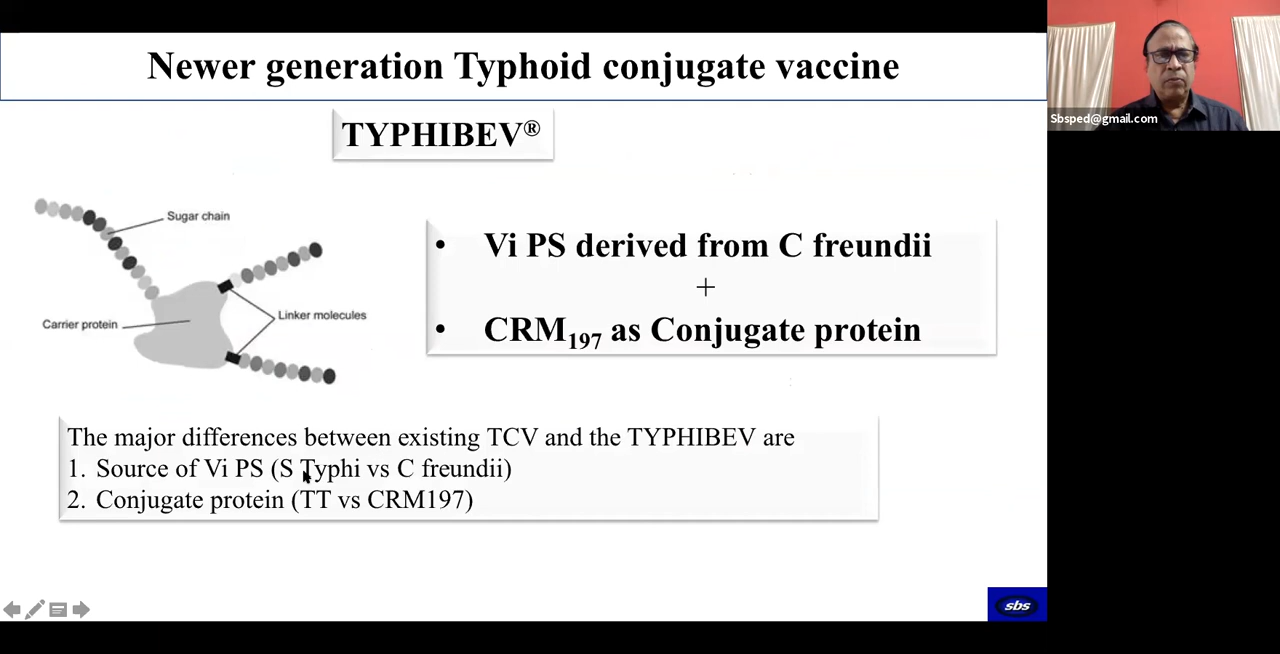 Newer generation Typhoid conjugate vaccine
Sbsped@gmail.com
TYPHIBEV®
Sugar chain
Carrier protein
Linker molecules
• Vi PS derived from C freundii
+
• CRM197 as Conjugate protein
The major differences between existing TCV and the TYPHIBEV are
1. Source of Vi PS (S Typhi vs C freundii)
2. Conjugate protein (TT vs CRM197)
sbs